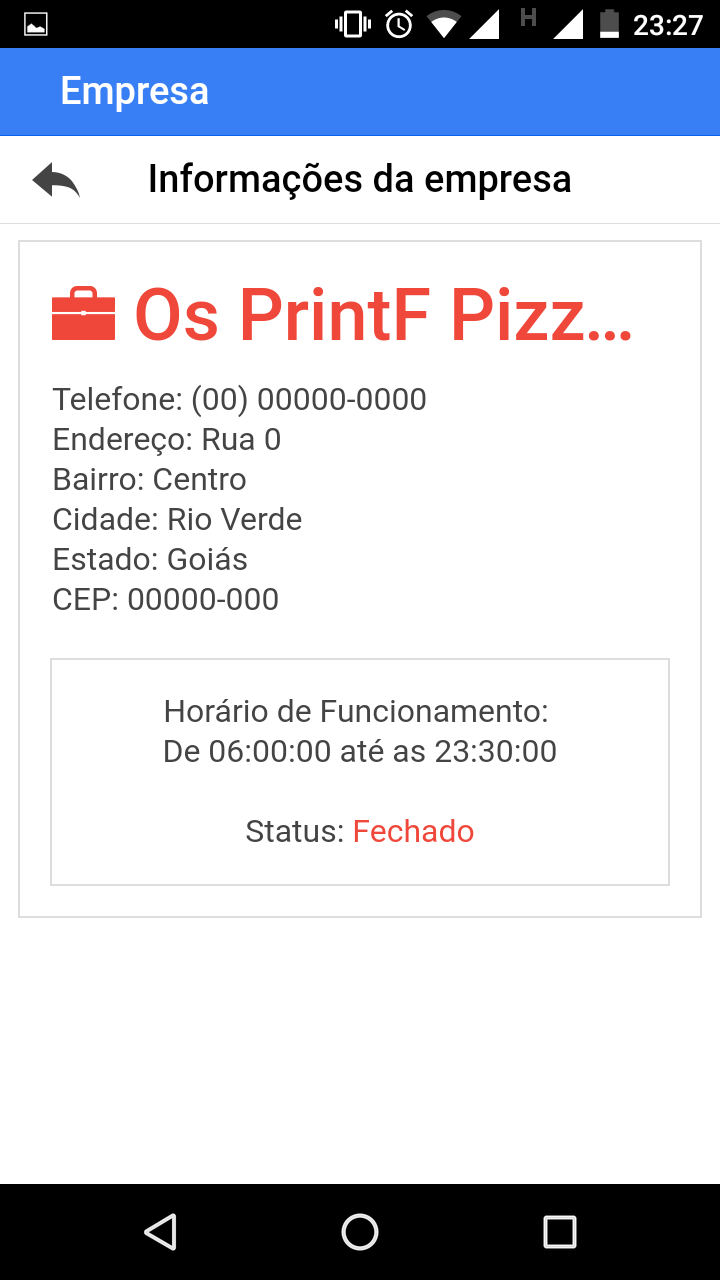 H
23:27
Empresa
Informações da empresa
Os PrintF Pizz...
Telefone: (00) 00000-0000
Endereço: Rua 0
Bairro: Centro
Cidade: Rio Verde
Estado: Goiás
CEP: 00000-000
Horário de Funcionamento:
De 06:00:00 até as 23:30:00
Status: Fechado